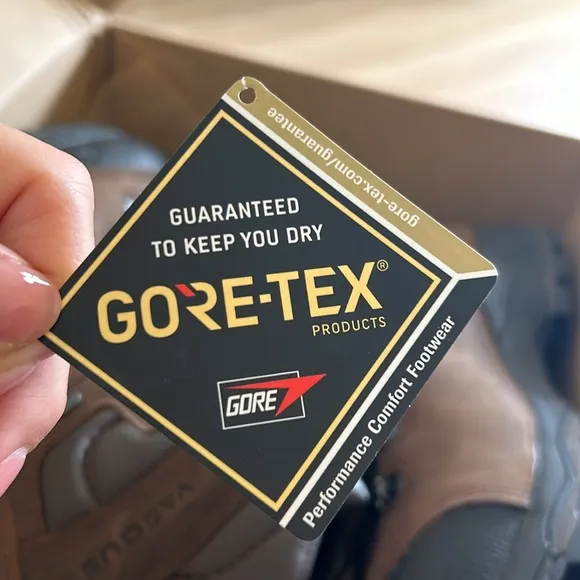 GUARANTEED
TO KEEP YOU DRY
GORE-TEX®
PRODUCTS
GORE
gore-tex.com/guarantee
Performance Comfort Footwear